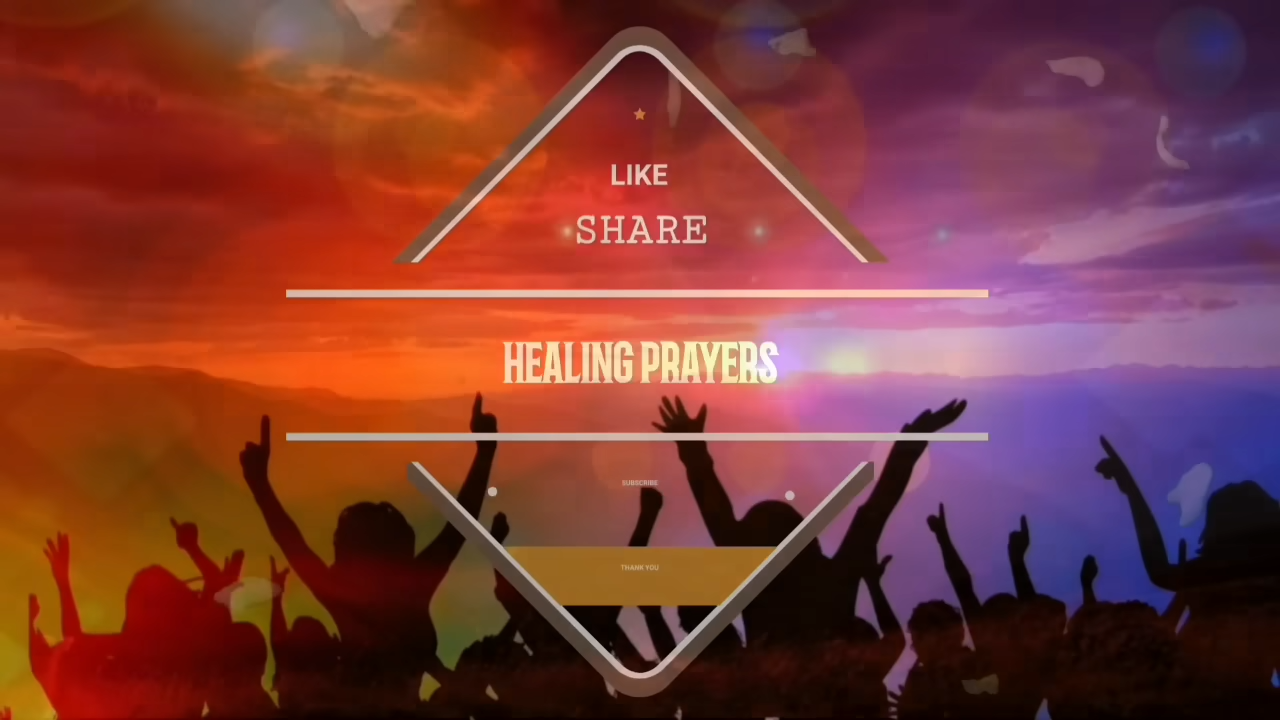 LIKE
SHARE
HEALING PRAYERS
SUBSCRIBE
THANK YOU